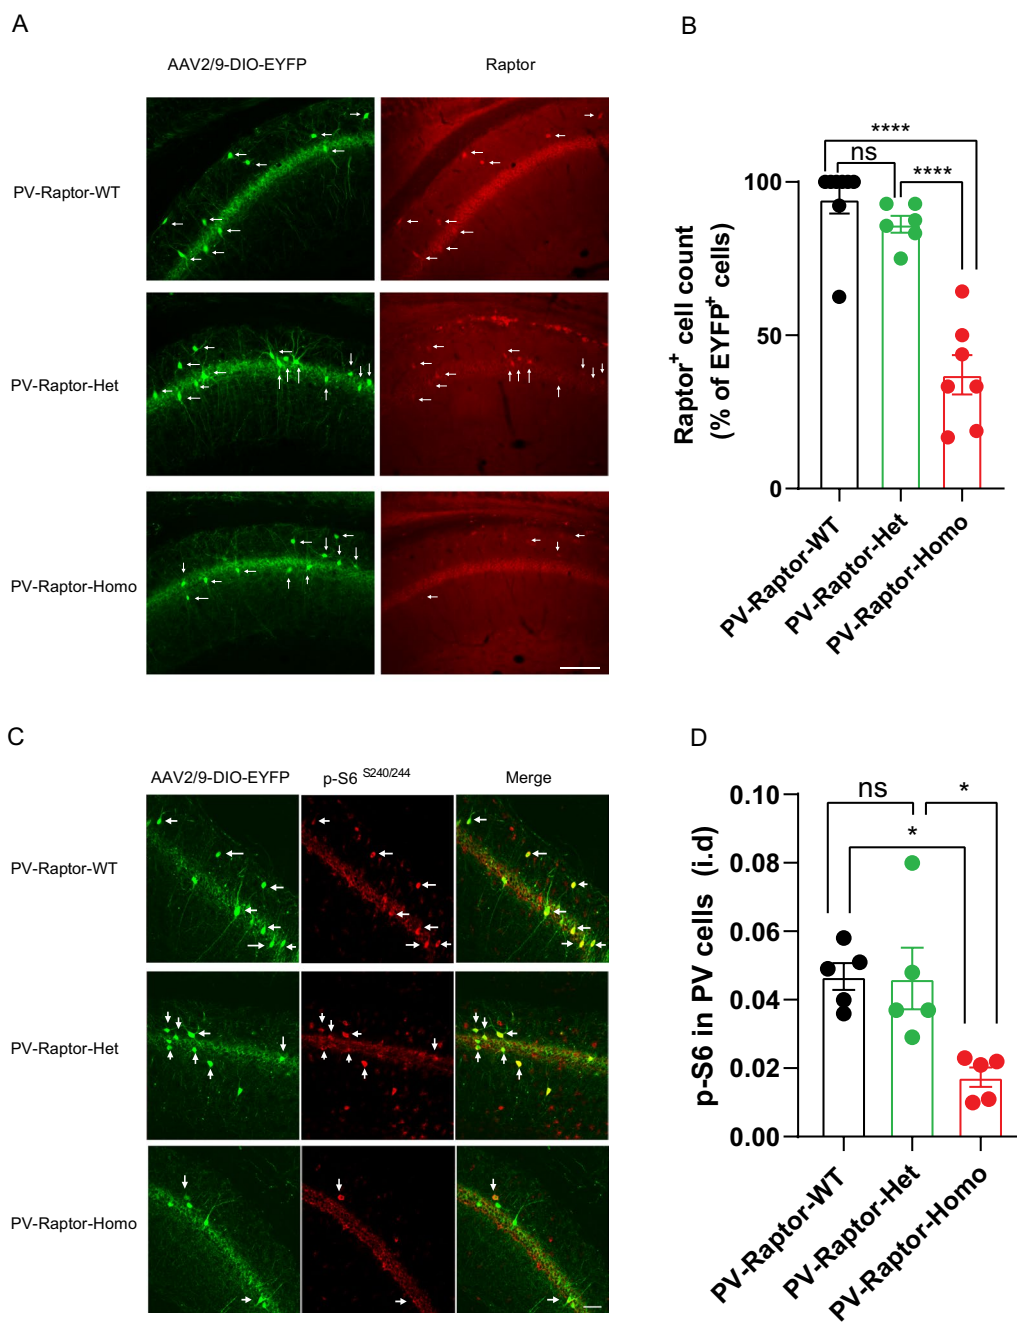 A
AAV2/9-DIO-EYFP
Raptor
PV-Raptor-WT
PV-Raptor-Het
PV-Raptor-Homo
B
****
ns
****
100
50
0
Raptor+ cell count
(% of EYFP+ cells)
PV-Raptor-WT
PV-Raptor-Het
PV-Raptor-Homo
C
AAV2/9-DIO-EYFP
p-S6 S240/244
Merge
PV-Raptor-WT
PV-Raptor-Het
PV-Raptor-Homo
D
ns
*
*
0.10
0.08
0.06
0.04
0.02
0.00
p-S6 in PV cells (i.d)
PV-Raptor-WT
PV-Raptor-Het
PV-Raptor-Homo